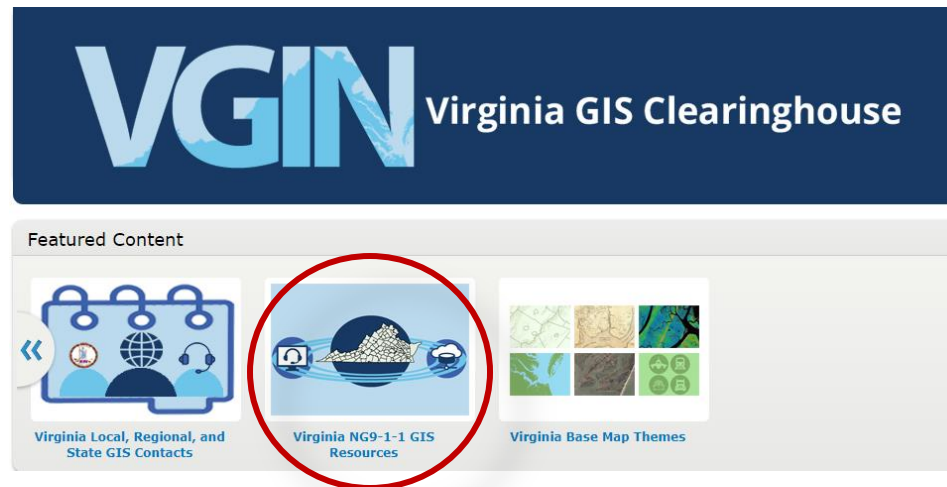 VGIN
Virginia GIS Clearinghouse
Featured Content
«
Virginia Local, Regional, and
State GIS Contacts
Virginia NG9-1-1 GIS
Resources
Virginia Base Map Themes